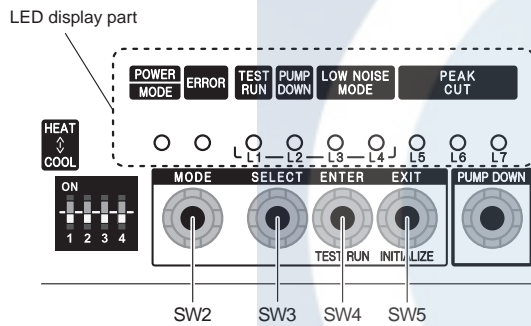 LED display part
POWER
MODE
ERROR
TEST
RUN
PUMP
DOWN
LOW NOISE
MODE
PEAK
CUT
HEAT
COOL
L1 L2 L3 L4 L5 L6 L7
MODE SELECT ENTER EXIT PUMP DOWN
ON
1 2 3 4
TEST RUN INITIALIZE
SW2 SW3 SW4 SW5